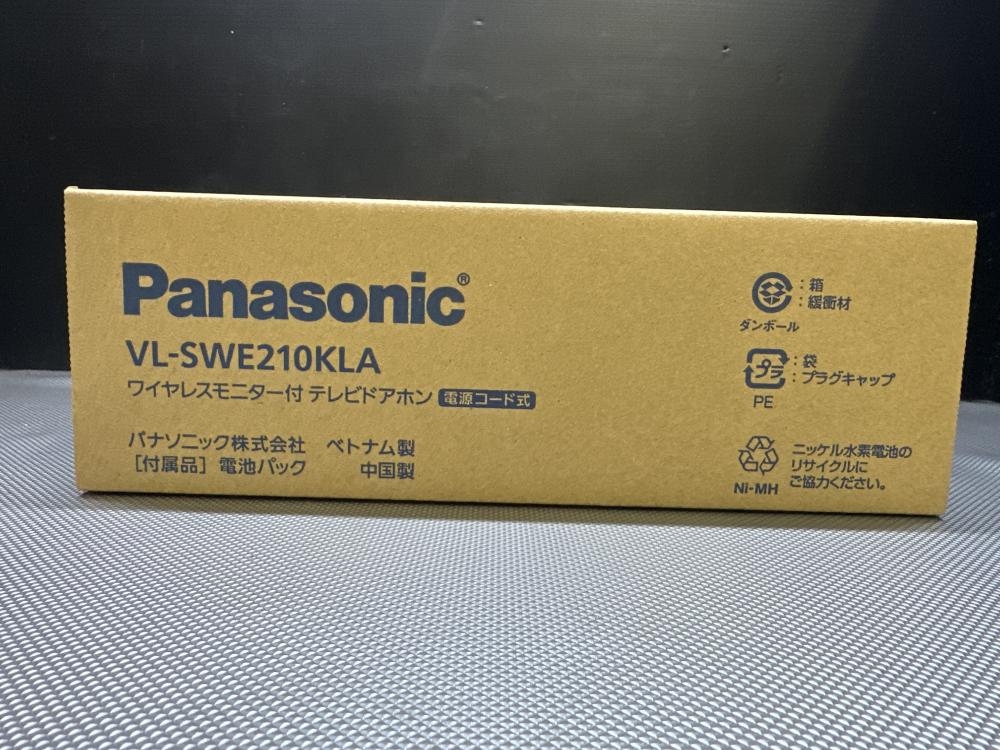 Panasonic®
VL-SWE210KLA
ワイヤレスモニター付 テレビドアホン 電源コード式
パナソニック株式会社 ベトナム製
［付属品］電池パック 中国製
：箱
：緩衝材
ダンボール
プラ
：袋
：プラグキャップ
PE
ニッケル水素電池の
リサイクルに
ご協力ください。
Ni-MH